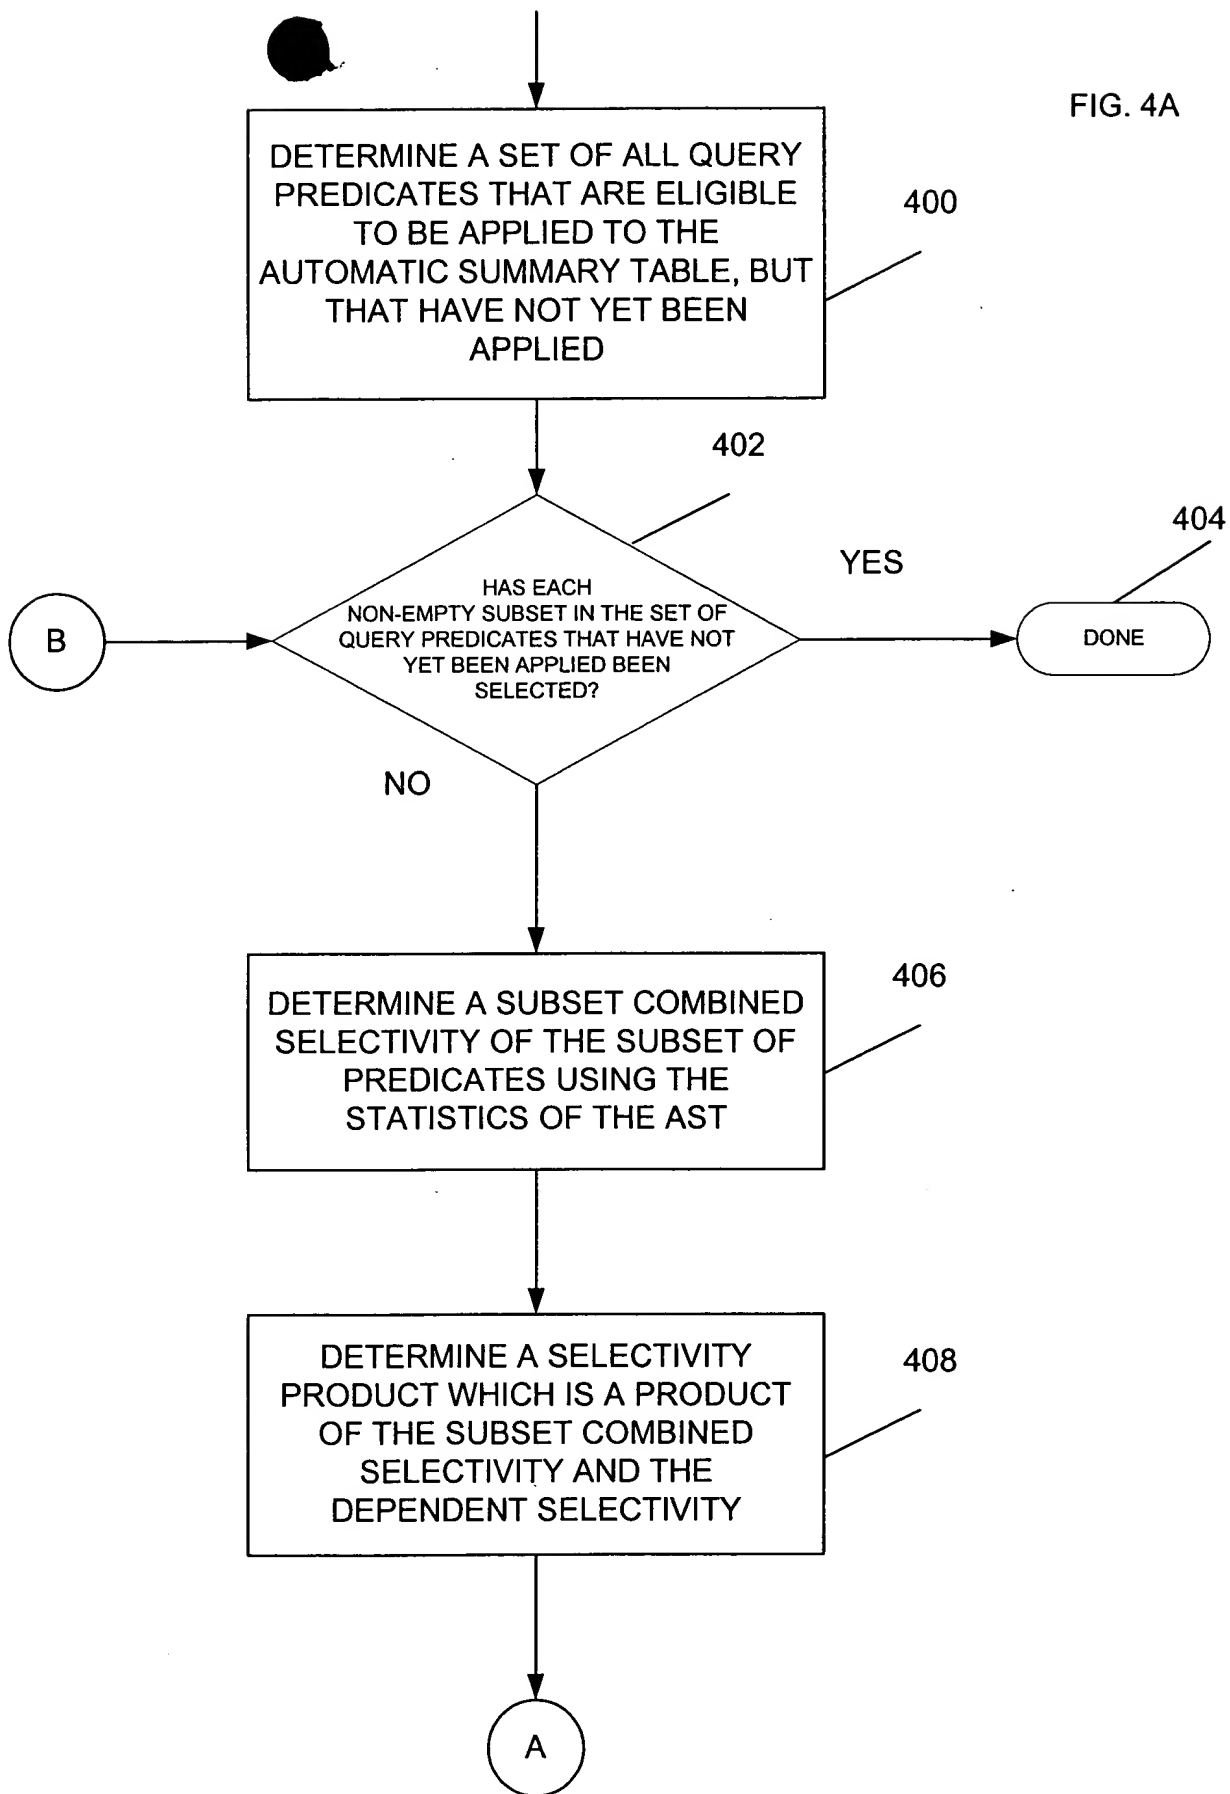 FIG. 4A
DETERMINE A SET OF ALL QUERY
PREDICATES THAT ARE ELIGIBLE
TO BE APPLIED TO THE
AUTOMATIC SUMMARY TABLE, BUT
THAT HAVE NOT YET BEEN
APPLIED
400
402
HAS EACH
NON-EMPTY SUBSET IN THE SET OF
QUERY PREDICATES THAT HAVE NOT
YET BEEN APPLIED BEEN
SELECTED?
YES
404
DONE
B
NO
DETERMINE A SUBSET COMBINED
SELECTIVITY OF THE SUBSET OF
PREDICATES USING THE
STATISTICS OF THE AST
406
DETERMINE A SELECTIVITY
PRODUCT WHICH IS A PRODUCT
OF THE SUBSET COMBINED
SELECTIVITY AND THE
DEPENDENT SELECTIVITY
408
A